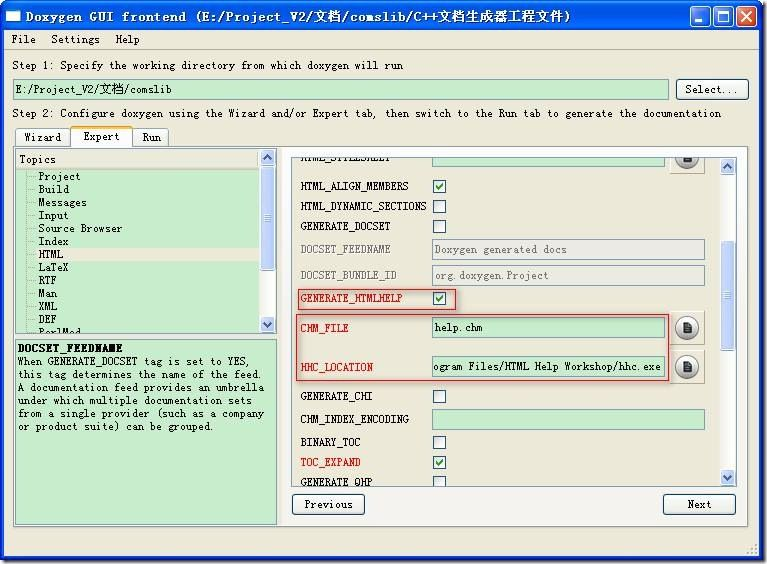 Doxygen GUI frontend (E:/Project_V2/文档/comslib/C++文档生成器工程文件)
File Settings Help
Step 1: Specify the working directory from which doxygen will run
E:/Project_V2/文档/comslib
Select...
Step 2: Configure doxygen using the Wizard and/or Expert tab, then switch to the Run tab to generate the documentation
Wizard Expert Run
Topics
Project
Build
Messages
Input
Source Browser
Index
HTML
LaTeX
RTF
Man
XML
DEF
PerlMod
DOCSET_FEEDNAME
When GENERATE_DOCSET tag is set to YES,
this tag determines the name of the feed.
A documentation feed provides an umbrella
under which multiple documentation sets
from a single provider (such as a company
or product suite) can be grouped.
HTML_STYLESHEET
HTML_ALIGN_MEMBERS
HTML_DYNAMIC_SECTIONS
GENERATE_DOCSET
DOCSET_FEEDNAME Doxygen generated docs
DOCSET_BUNDLE_ID org.doxygen.Project
GENERATE_HTMLHELP
CHM_FILE help.chm
HHC_LOCATION ogram Files/HTML Help Workshop/hhc.exe
GENERATE_CHI
CHM_INDEX_ENCODING
BINARY_TOC
TOC_EXPAND
GENERATE_QHP
Previous
Next